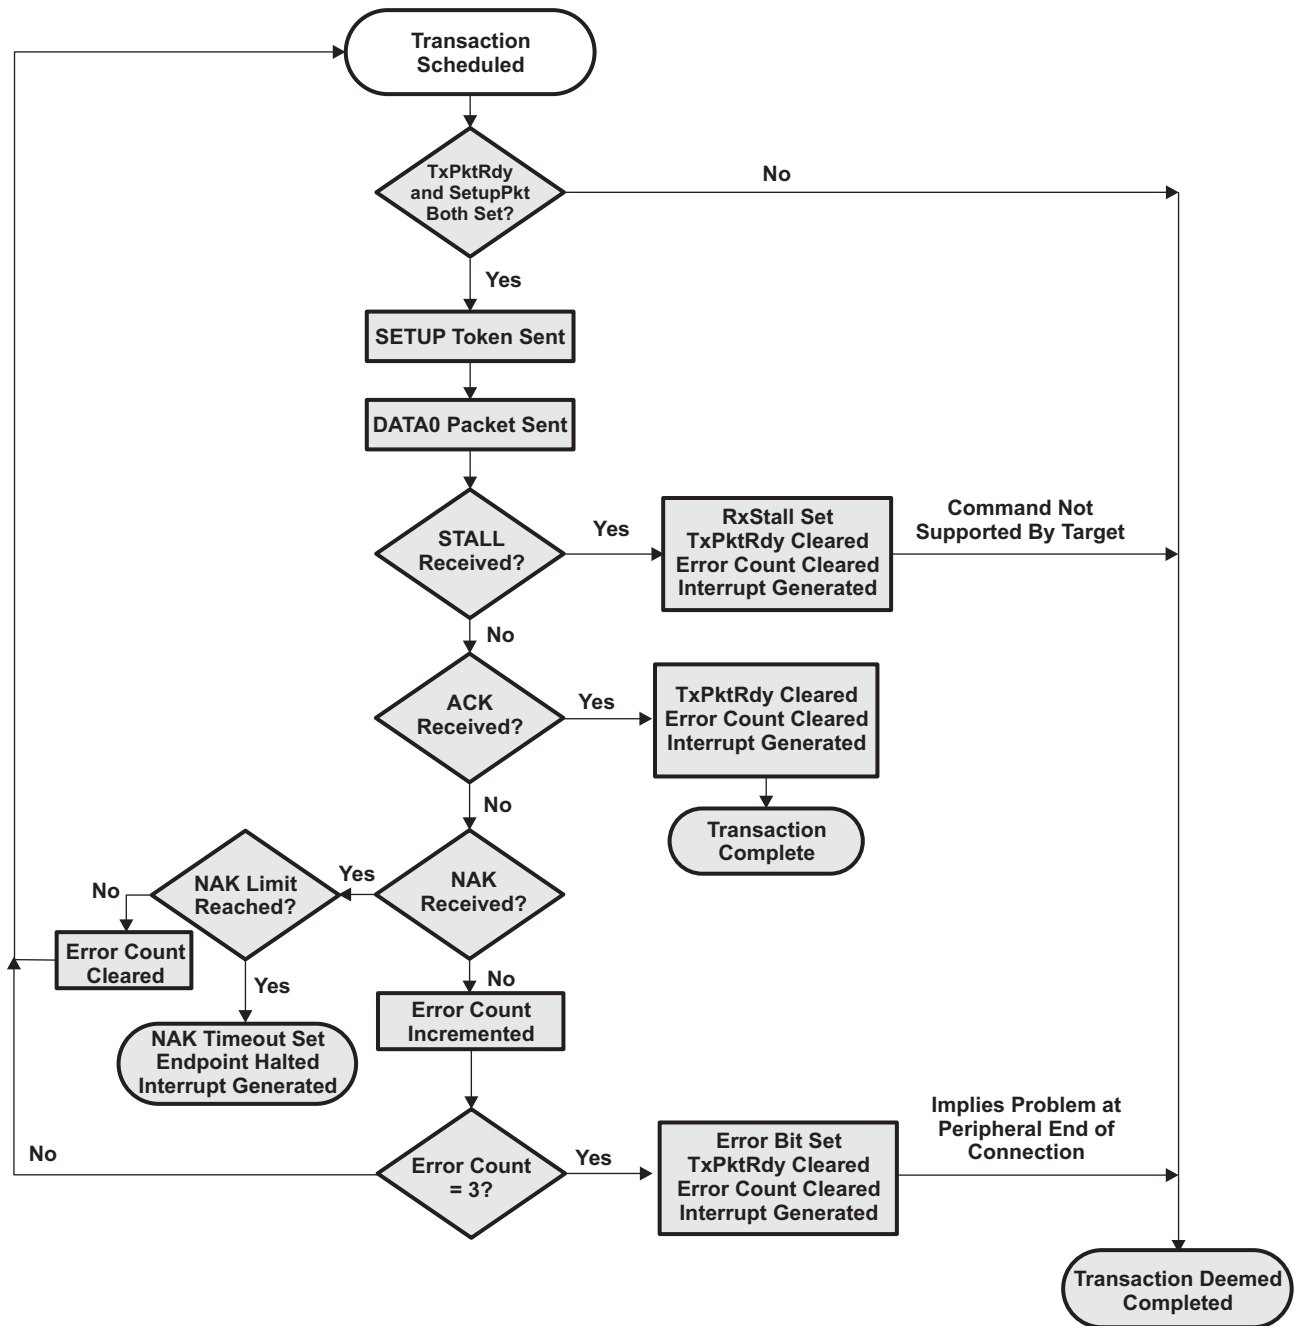 Transaction
Scheduled
TxPktRdy
and SetupPkt
Both Set?
No
Yes
SETUP Token Sent
DATA0 Packet Sent
STALL
Received?
Yes
RxStall Set
TxPktRdy Cleared
Error Count Cleared
Interrupt Generated
Command Not
Supported By Target
No
ACK
Received?
Yes
TxPktRdy Cleared
Error Count Cleared
Interrupt Generated
No
Transaction
Complete
NAK
Received?
Yes
NAK Limit
Reached?
No
Error Count
Cleared
Yes
NAK Timeout Set
Endpoint Halted
Interrupt Generated
No
Error Count
Incremented
Error Count
= 3?
No
Yes
Error Bit Set
TxPktRdy Cleared
Error Count Cleared
Interrupt Generated
Implies Problem at
Peripheral End of
Connection
Transaction Deemed
Completed